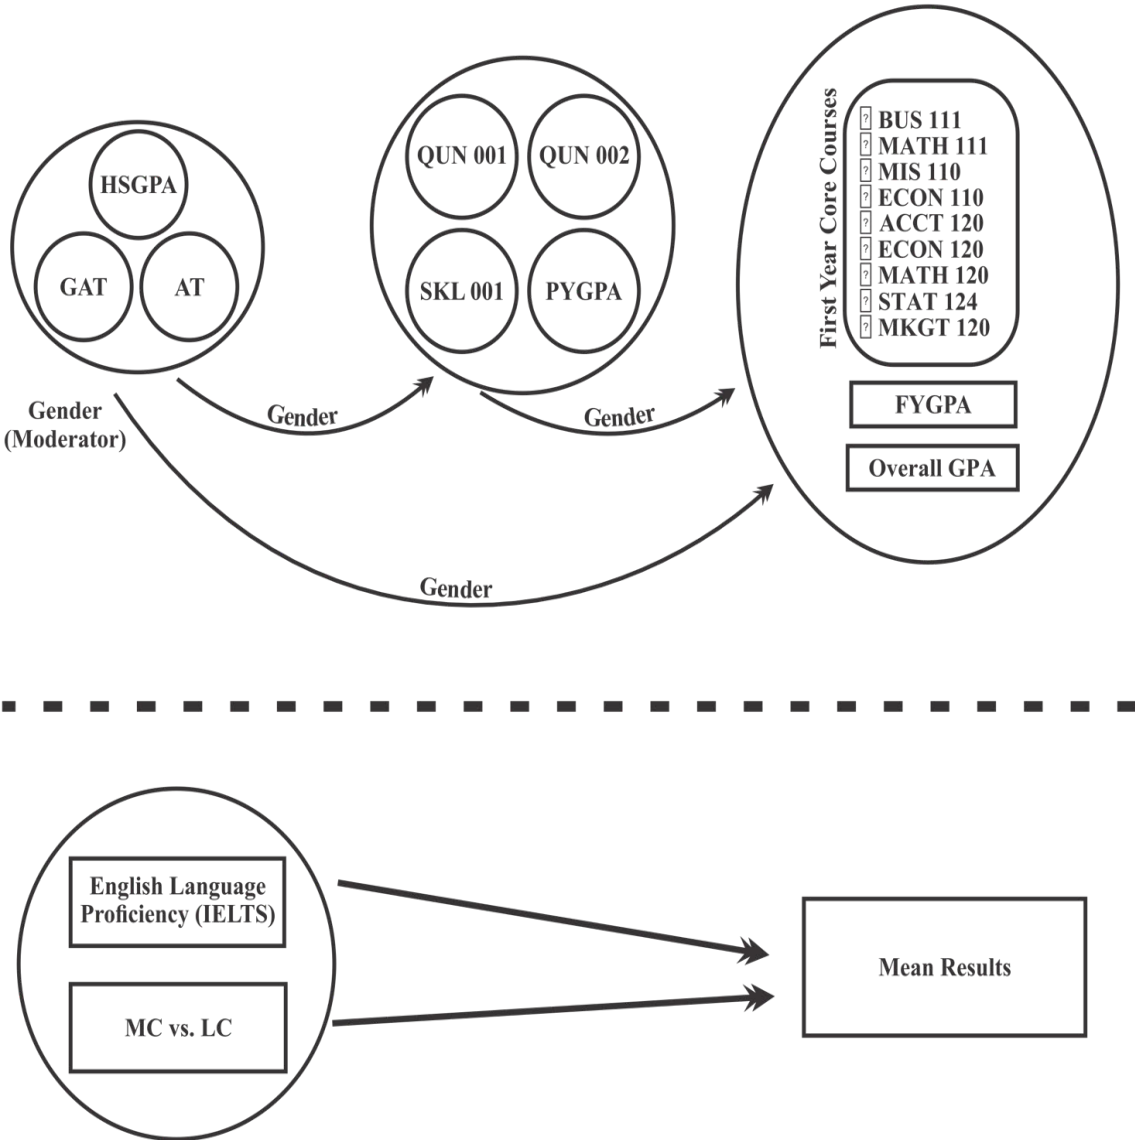 HSGPA
GAT
AT
QUN 001
QUN 002
SKL 001
PYGPA
First Year Core Courses
BUS 111
MATH 111
MIS 110
ECON 110
ACCT 120
ECON 120
MATH 120
STAT 124
MKGT 120
FYGPA
Overall GPA
Gender
(Moderator)
Gender
Gender
Gender
English Language
Proficiency (IELTS)
MC vs. LC
Mean Results